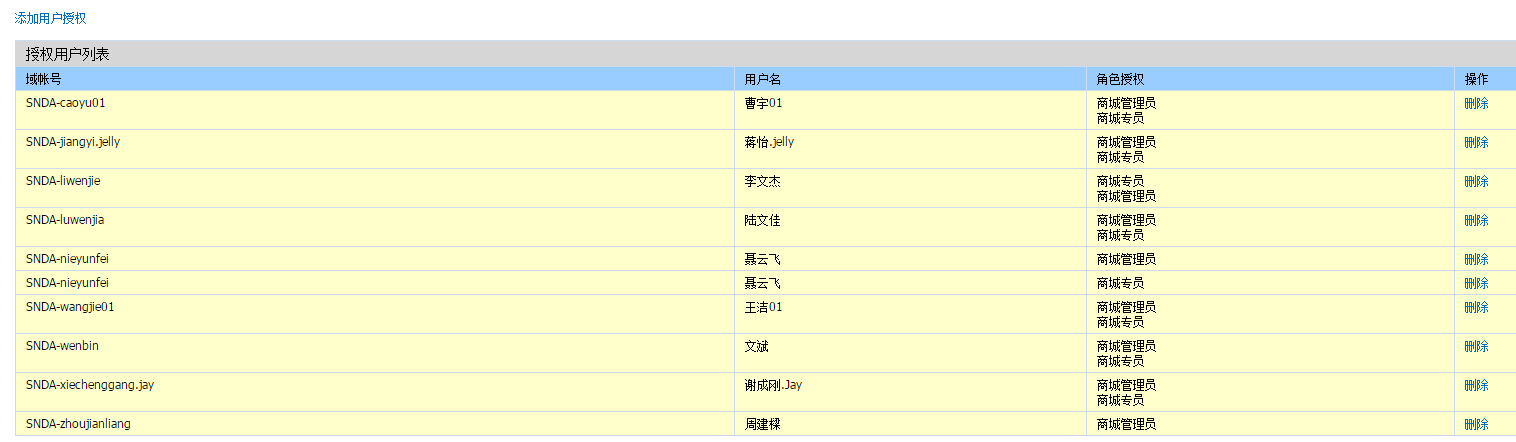 添加用户授权
授权用户列表
域帐号 用户名 角色授权 操作
SNDA-caoyu01 曹宇01 商城管理员 删除
商城专员
SNDA-jiangyi.jelly 蒋怡.jelly 商城管理员 删除
商城专员
SNDA-liwenjie 李文杰 商城专员 删除
商城管理员
SNDA-luwenjia 陆文佳 商城管理员 删除
商城专员
SNDA-nieyunfei 聂云飞 商城管理员 删除
SNDA-nieyunfei 聂云飞 商城专员 删除
SNDA-wangjie01 王洁01 商城管理员 删除
商城专员
SNDA-wenbin 文斌 商城管理员 删除
商城专员
SNDA-xiechenggang.jay 谢成刚.Jay 商城管理员 删除
商城专员
SNDA-zhoujianliang 周建樑 商城管理员 删除